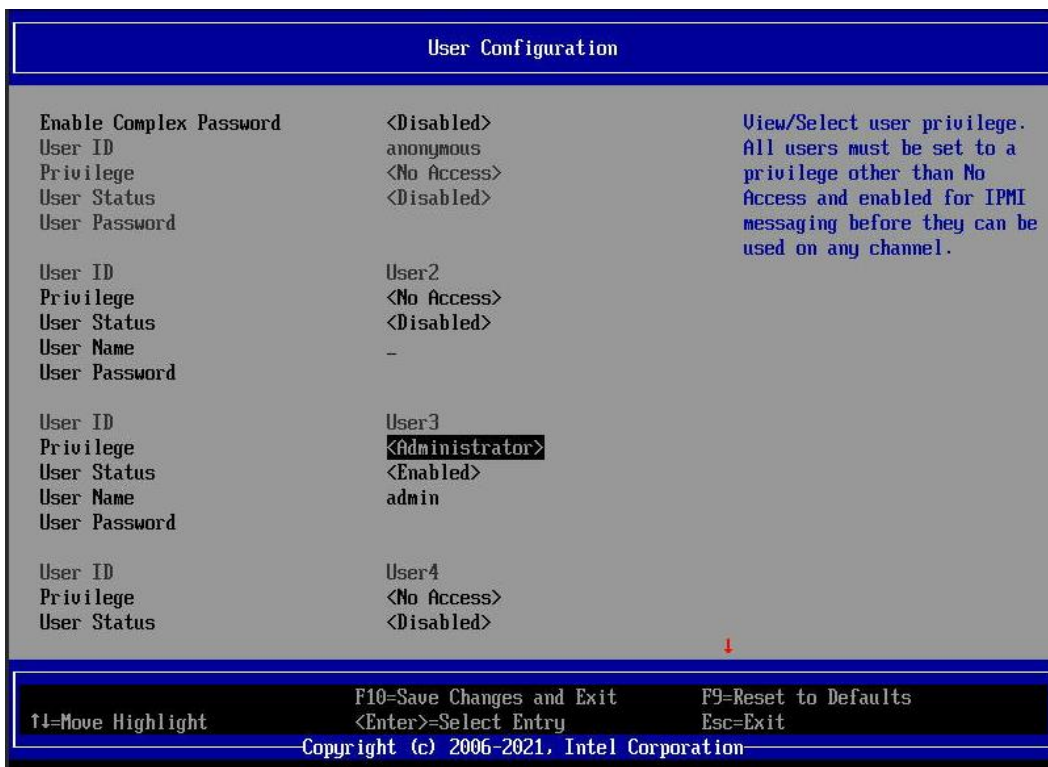 User Configuration
Enable Complex Password <Disabled> View/Select user privilege.
User ID anonymous All users must be set to a
Privilege <No Access> privilege other than No
User Status <Disabled> Access and enabled for IPMI
User Password messaging before they can be
used on any channel.
User ID User2
Privilege <No Access>
User Status <Disabled>
User Name _
User Password
User ID User3
Privilege <Administrator>
User Status <Enabled>
User Name admin
User Password
User ID User4
Privilege <No Access>
User Status <Disabled>
↓
F10=Save Changes and Exit F9=Reset to Defaults
↑↓=Move Highlight <Enter>=Select Entry Esc=Exit
Copyright (c) 2006-2021, Intel Corporation